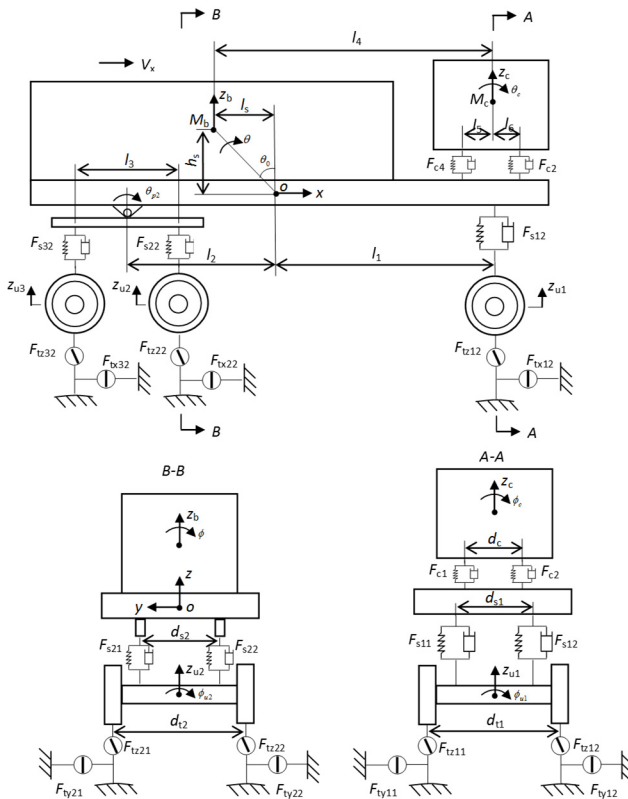 B
A
l4
Vx
zb
ls
Mb
θ
θ0
hs
o
x
zc
θc
Mc
l5
l6
Fc4
Fc2
l3
θp2
Fs32
Fs22
Fs12
l2
l1
zu3
zu2
zu1
Ftz32
Ftz22
Ftz12
Ftx32
Ftx22
Ftx12
B
A
B-B
A-A
zb
ϕ
z
y
o
ds2
Fs21
Fs22
zu2
ϕu2
dt2
Ftz21
Ftz22
Fty21
Fty22
zc
ϕc
dc
Fc1
Fc2
ds1
Fs11
Fs12
zu1
ϕu1
dt1
Ftz11
Ftz12
Fty11
Fty12